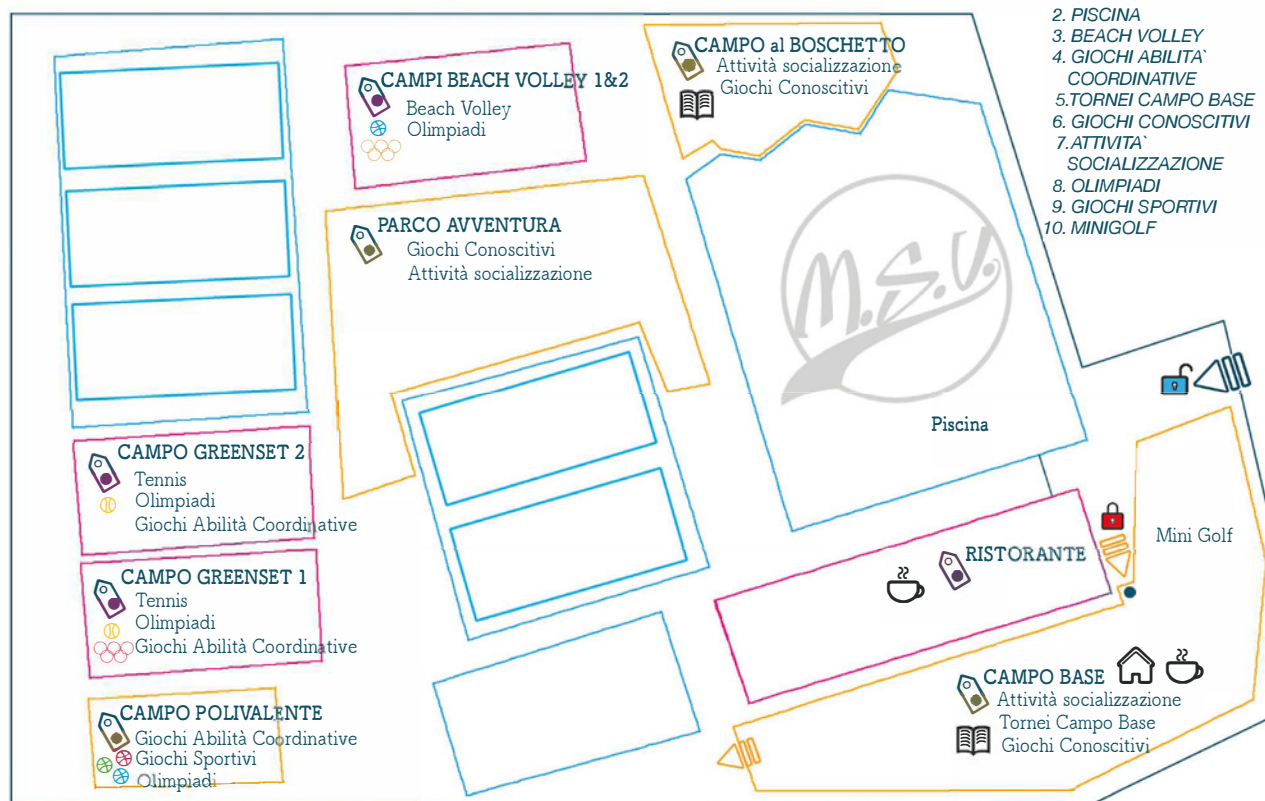 2. PISCINA
3. BEACH VOLLEY
4. GIOCHI ABILITA`
COORDINATIVE
5.TORNEI CAMPO BASE
6. GIOCHI CONOSCITIVI
7.ATTIVITA`
SOCIALIZZAZIONE
8. OLIMPIADI
9. GIOCHI SPORTIVI
10. MINIGOLF
CAMPO al BOSCHETTO
Attività socializzazione
Giochi Conoscitivi
CAMPI BEACH VOLLEY 1&2
Beach Volley
Olimpiadi
PARCO AVVENTURA
Giochi Conoscitivi
Attività socializzazione
M.S.V.
Piscina
CAMPO GREENSET 2
Tennis
Olimpiadi
Giochi Abilità Coordinative
CAMPO GREENSET 1
Tennis
Olimpiadi
Giochi Abilità Coordinative
Mini Golf
RISTORANTE
CAMPO BASE
Attività socializzazione
Tornei Campo Base
Giochi Conoscitivi
CAMPO POLIVALENTE
Giochi Abilità Coordinative
Giochi Sportivi
Olimpiadi